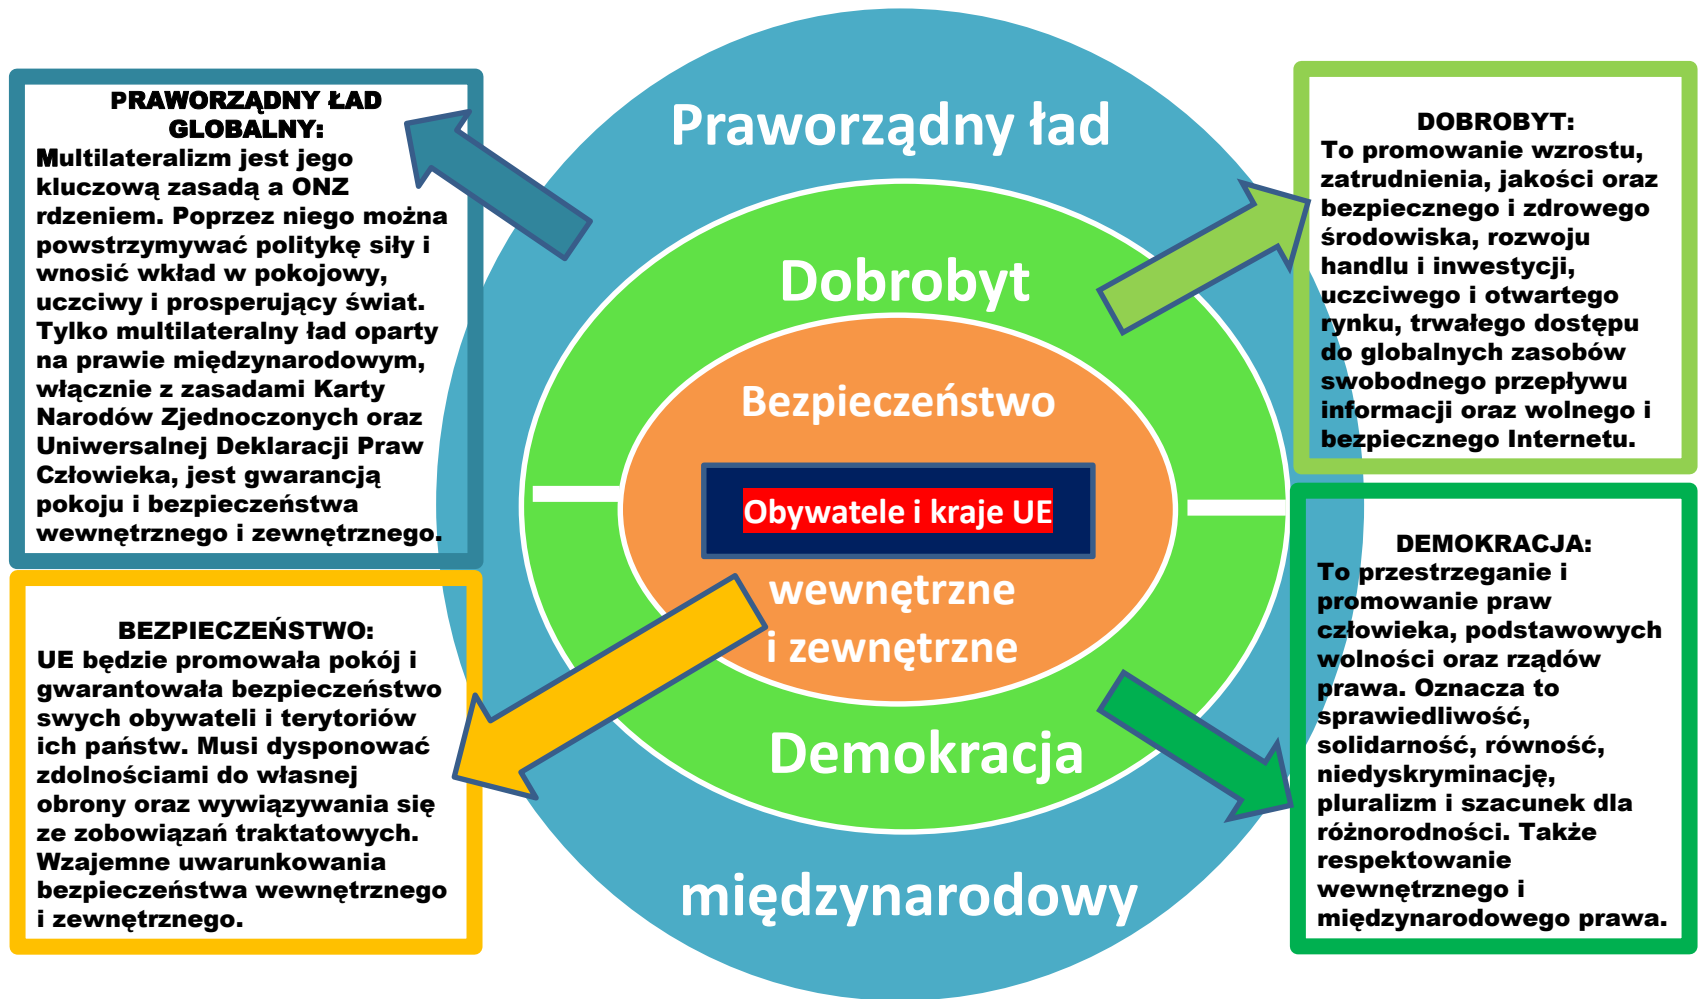 PRAWORZĄDNY ŁAD
GLOBALNY:
Multilateralizm jest jego
kluczową zasadą a ONZ
rdzeniem. Poprzez niego można
powstrzymywać politykę siły i
wnosić wkład w pokojowy,
uczciwy i prosperujący świat.
Tylko multilateralny ład oparty
na prawie międzynarodowym,
włącznie z zasadami Karty
Narodów Zjednoczonych oraz
Uniwersalnej Deklaracji Praw
Człowieka, jest gwarancją
pokoju i bezpieczeństwa
wewnętrznego i zewnętrznego.
BEZPIECZEŃSTWO:
UE będzie promowała pokój i
gwarantowała bezpieczeństwo
swych obywateli i terytoriów
ich państw. Musi dysponować
zdolnościami do własnej
obrony oraz wywiązywania się
ze zobowiązań traktatowych.
Wzajemne uwarunkowania
bezpieczeństwa wewnętrznego
i zewnętrznego.
Praworządny ład
Dobrobyt
Bezpieczeństwo
Obywatele i kraje UE
wewnętrzne
i zewnętrzne
Demokracja
międzynarodowy
DOBROBYT:
To promowanie wzrostu,
zatrudnienia, jakości oraz
bezpiecznego i zdrowego
środowiska, rozwoju
handlu i inwestycji,
uczciwego i otwartego
rynku, trwałego dostępu
do globalnych zasobów
swobodnego przepływu
informacji oraz wolnego i
bezpiecznego Internetu.
DEMOKRACJA:
To przestrzeganie i
promowanie praw
człowieka, podstawowych
wolności oraz rządów
prawa. Oznacza to
sprawiedliwość,
solidarność, równość,
niedyskryminację,
pluralizm i szacunek dla
różnorodności. Także
respektowanie
wewnętrznego i
międzynarodowego prawa.